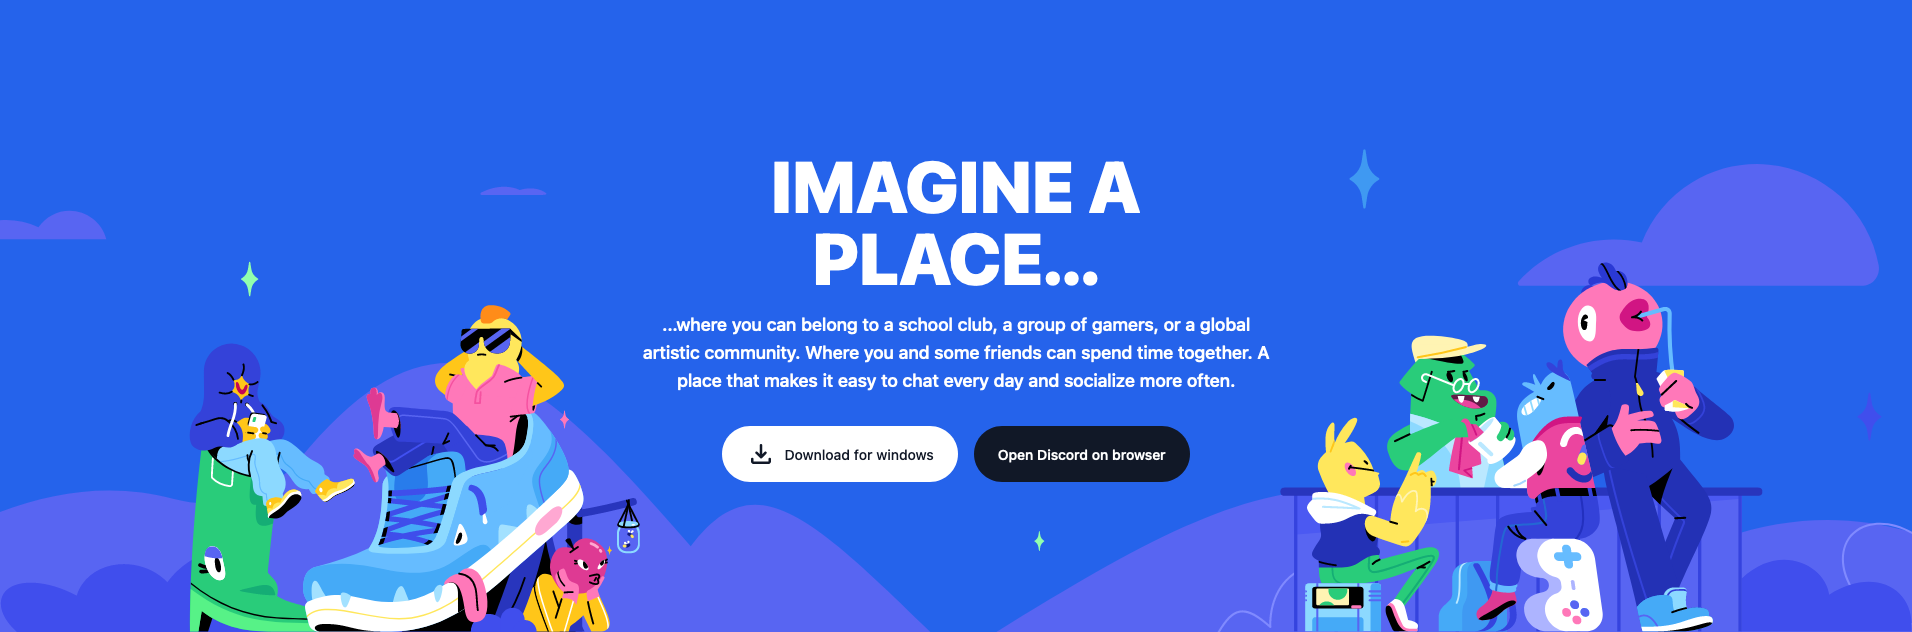 IMAGINE A
PLACE...
...where you can belong to a school club, a group of gamers, or a global
artistic community. Where you and some friends can spend time together. A
place that makes it easy to chat every day and socialize more often.
Download for windows
Open Discord on browser